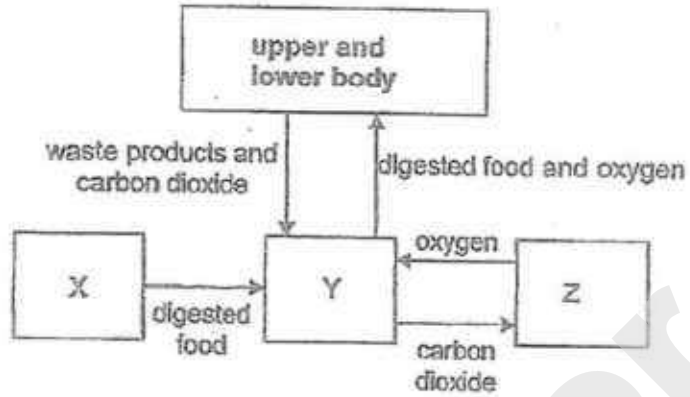 upper and
lower body
waste products and
carbon dioxide
digested food and oxygen
X
digested
food
Y
oxygen
carbon
dioxide
Z